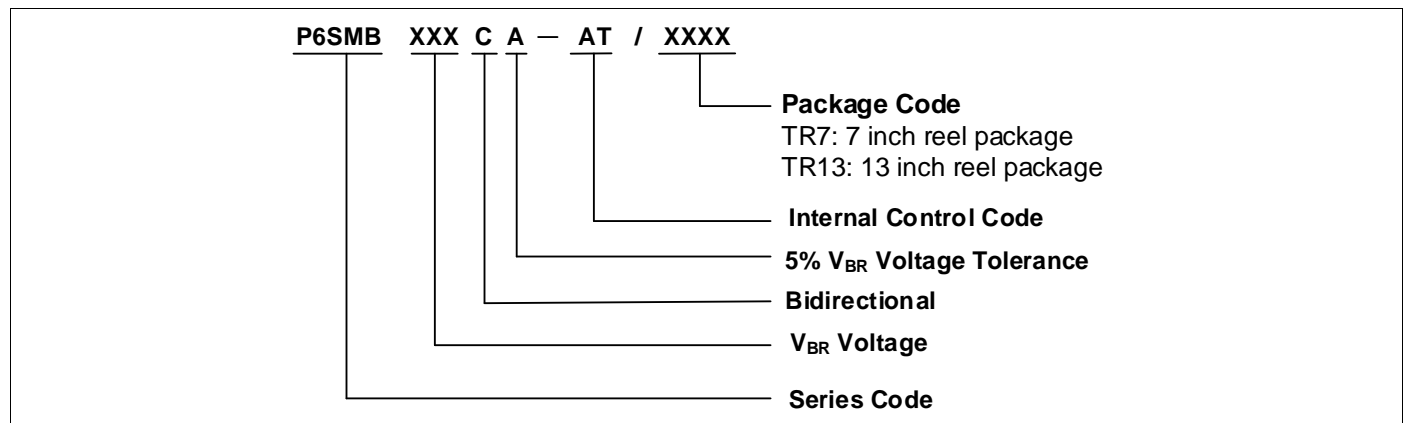 P6SMB XXX C A — AT / XXXX
Package Code
TR7: 7 inch reel package
TR13: 13 inch reel package
Internal Control Code
5% VBR Voltage Tolerance
Bidirectional
VBR Voltage
Series Code